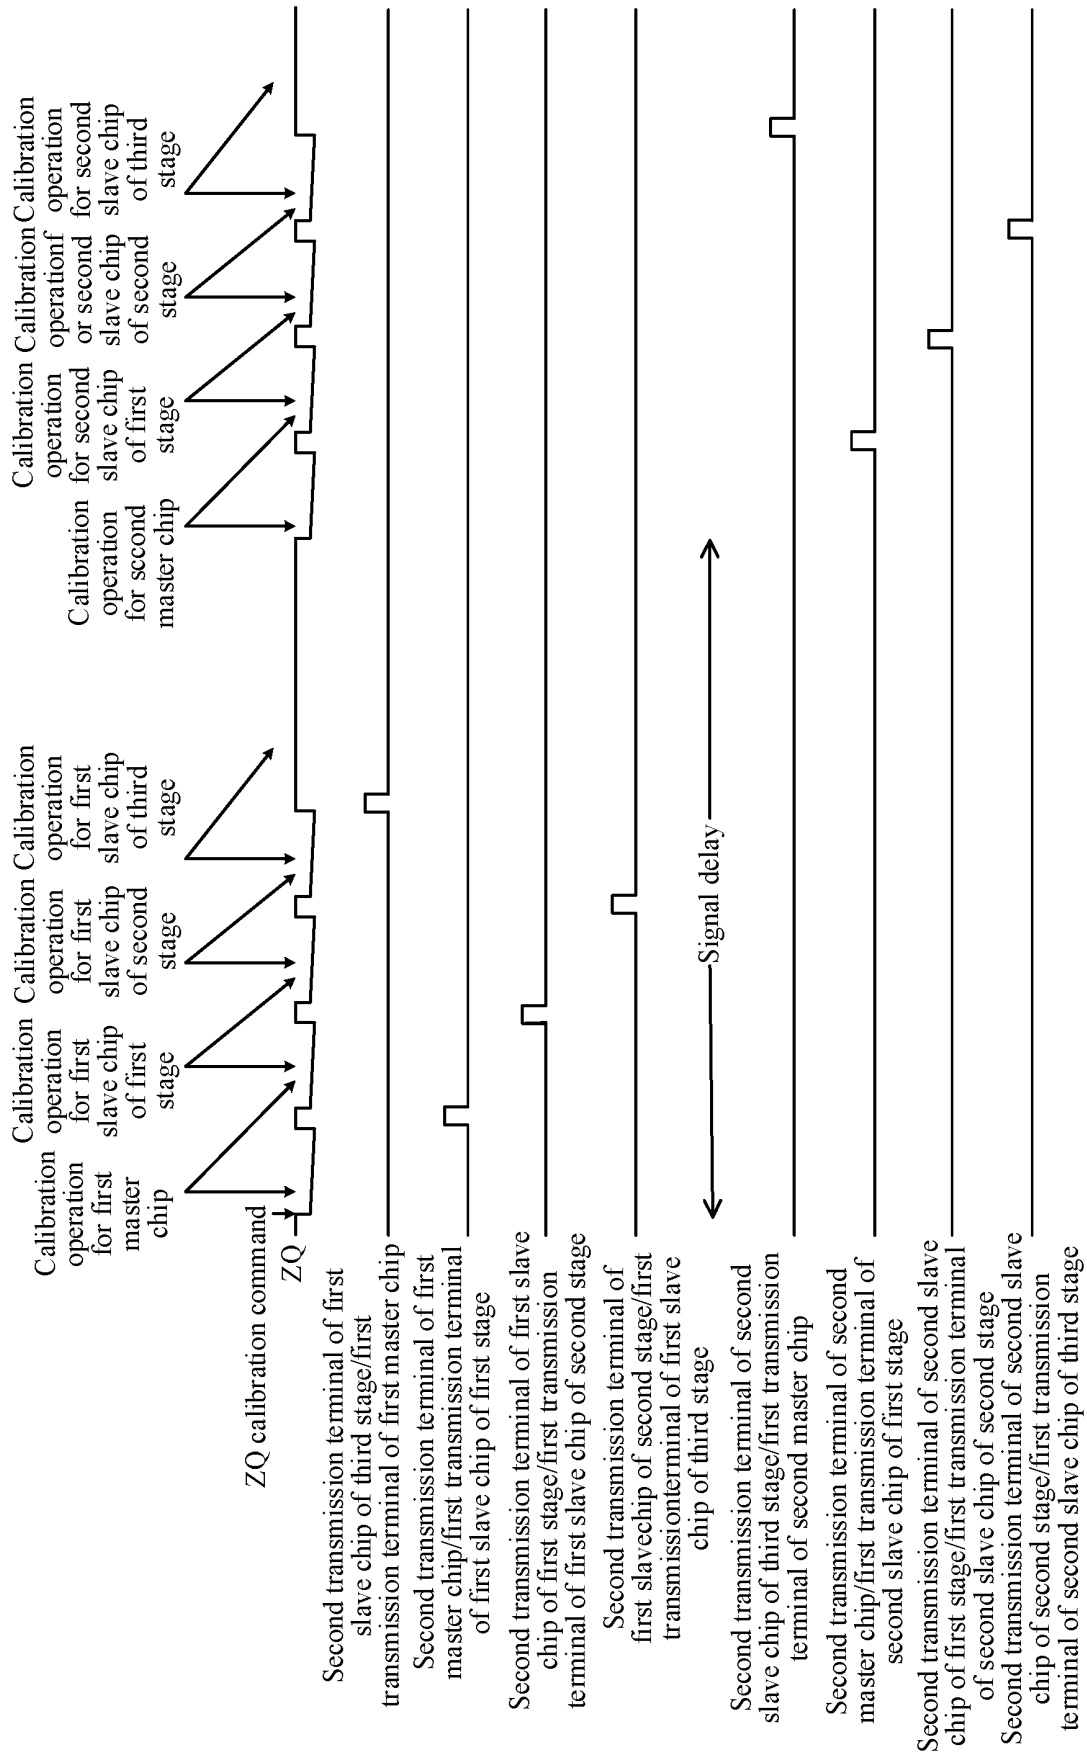 Calibration
operation
for first
master
chip
Calibration
operation
for first
slave chip
of first
stage
Calibration
operation
for first
slave chip
of second
stage
Calibration
operation
for first
slave chip
of third
stage
Calibration
operation
for sccond
master chip
Calibration
operation
for second
slave chip
of first
stage
Calibration
operationf
or second
slave chip
of second
stage
Calibration
operation
for second
slave chip
of third
stage
ZQ calibration command
ZQ
Second transmission terminal of first
slave chip of third stage/first
transmission terminal of first master chip
Second transmission terminal of first
master chip/first transmission terminal
of first slave chip of first stage
Second transmission terminal of first slave
chip of first stage/first transmission
terminal of first slave chip of second stage
Second transmission terminal of
first slavechip of second stage/first
transmissionterminal of first slave
chip of third stage
Signal delay
Second transmission terminal of second
slave chip of third stage/first transmission
terminal of second master chip
Second transmission terminal of second
master chip/first transmission terminal of
second slave chip of first stage
Second transmission terminal of second slave
chip of first stage/first transmission terminal
of second slave chip of second stage
Second transmission terminal of second slave
chip of second stage/first transmission
terminal of second slave chip of third stage